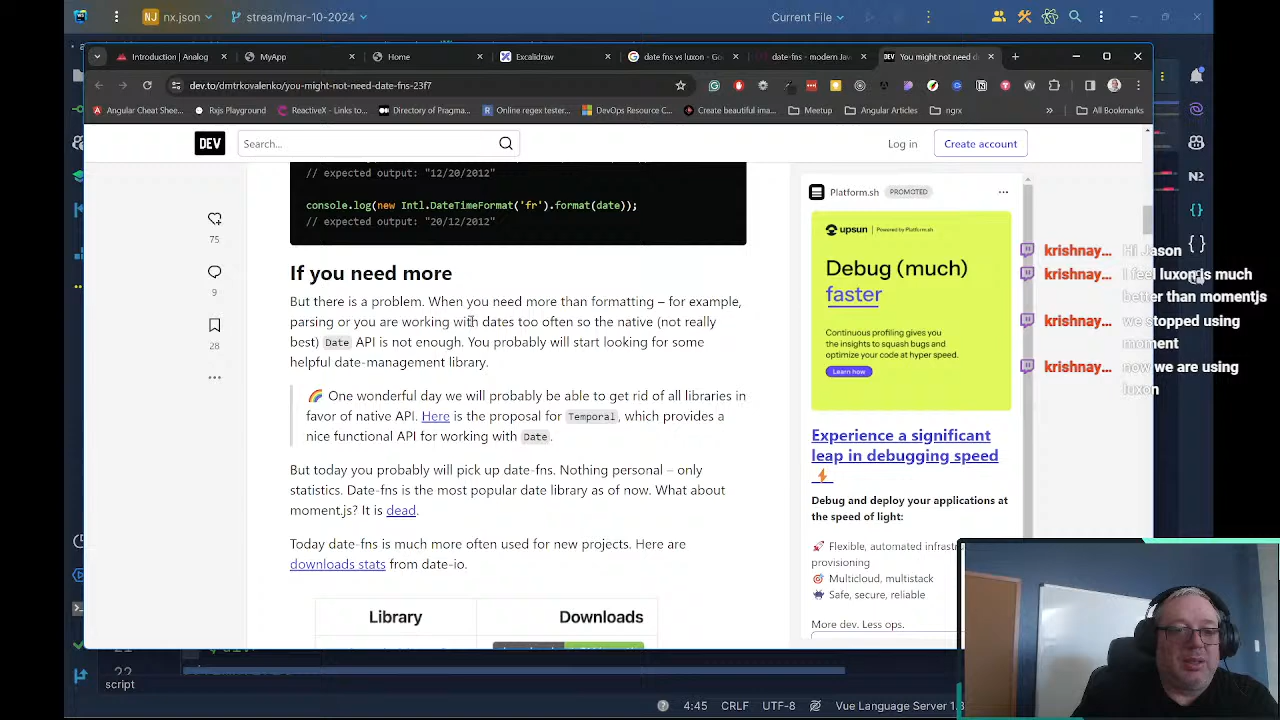 NJ nx.json
stream/mar-10-2024
Current File
Introduction | Analog
MyApp
Home
Excalidraw
date fns vs luxon - Go
date-fns - modern Jav
DEV You might not need d
dev.to/dmtrkovalenko/you-might-not-need-date-fns-23f7
Angular Cheat Shee...
Rxjs Playground
ReactiveX - Links to...
Directory of Pragma...
Online regex tester...
DevOps Resource C...
Create beautiful ima...
Meetup
Angular Articles
ngrx
All Bookmarks
DEV
Search...
Log in
Create account
// expected output: "12/20/2012"
console.log(new Intl.DateTimeFormat('fr').format(date));
// expected output: "20/12/2012"
75
9
28
If you need more
But there is a problem. When you need more than formatting – for example,
parsing or you are working with dates too often so the native (not really
best) Date API is not enough. You probably will start looking for some
helpful date-management library.
🌈 One wonderful day we will probably be able to get rid of all libraries in
favor of native API. Here is the proposal for Temporal, which provides a
nice functional API for working with Date.
But today you probably will pick up date-fns. Nothing personal – only
statistics. Date-fns is the most popular date library as of now. What about
moment.js? It is dead.
Today date-fns is much more often used for new projects. Here are
downloads stats from date-io.
Library Downloads
Platform.sh PROMOTED
upsun | Powered by Platform.sh
Debug (much)
faster
Continuous profiling gives you
the insights to squash bugs and
optimize your code at hyper speed.
Learn how
Experience a significant
leap in debugging speed
⚡
Debug and deploy your applications at
the speed of light:
🚀 Flexible, automated infrastr
provisioning
🎯 Multicloud, multistack
Safe, secure, reliable
More dev. Less ops.
krishnay... Hi Jason
krishnay... I feel luxon is much
better than momentjs
krishnay... we stopped using
moment
krishnay... now we are using
luxon
N2
22
script
4:45 CRLF UTF-8 Vue Language Server 1.8